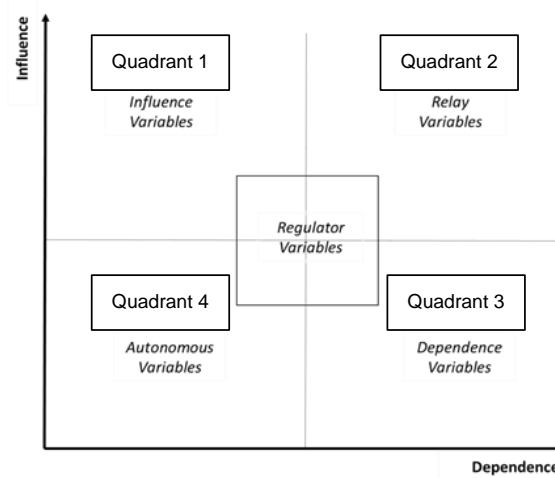 Influence
Quadrant 1
Quadrant 2
Influence
Variables
Relay
Variables
Regulator
Variables
Quadrant 4
Quadrant 3
Autonomous
Variables
Dependence
Variables
Dependence